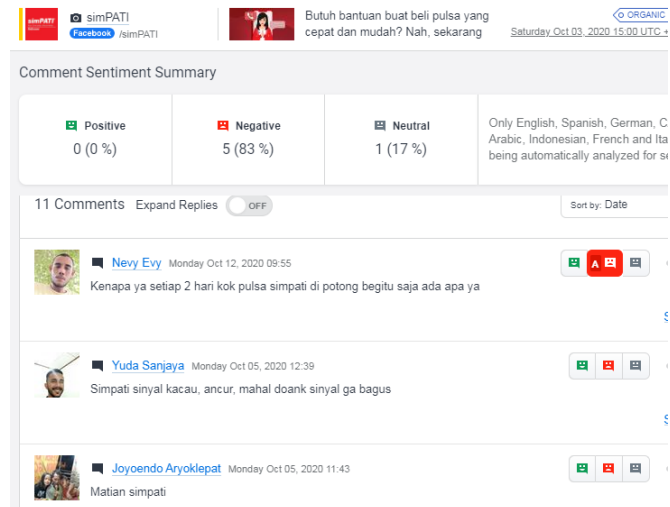 simPATI
simPATI
Facebook /simPATI
Butuh bantuan buat beli pulsa yang
cepat dan mudah? Nah, sekarang
ORGANIC
Saturday Oct 03, 2020 15:00 UTC +
Comment Sentiment Summary
Positive
0 (0 %)
Negative
5 (83 %)
Neutral
1 (17 %)
Only English, Spanish, German, C
Arabic, Indonesian, French and Ita
being automatically analyzed for se
11 Comments Expand Replies OFF
Sort by: Date
Nevy Evy Monday Oct 12, 2020 09:55
A
Kenapa ya setiap 2 hari kok pulsa simpati di potong begitu saja ada apa ya
S
Yuda Sanjaya Monday Oct 05, 2020 12:39
Simpati sinyal kacau, ancur, mahal doank sinyal ga bagus
S
Joyoendo Aryoklepat Monday Oct 05, 2020 11:43
Matian simpati